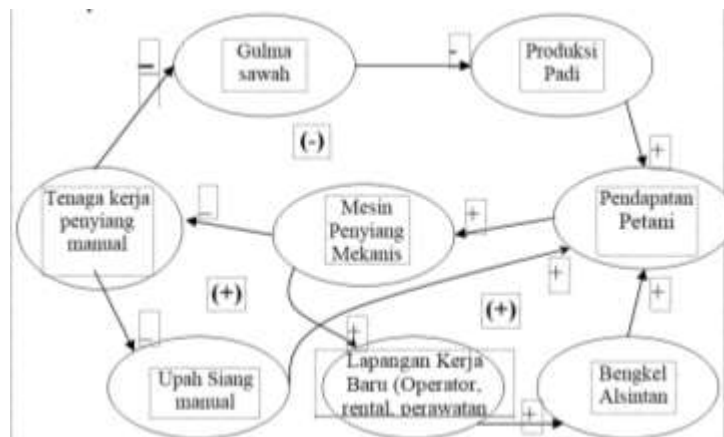 Gulma
sawah
Produksi
Padi
–
-
(-)
+
Tenaga kerja
penyiang
manual
–
Mesin
Penyiang
Mekanis
+
Pendapatan
Petani
+
(+)
(+)
+
–
+
Upah Siang
manual
Lapangan Kerja
Baru (Operator,
rental, perawatan
+
Bengkel
Alsintan